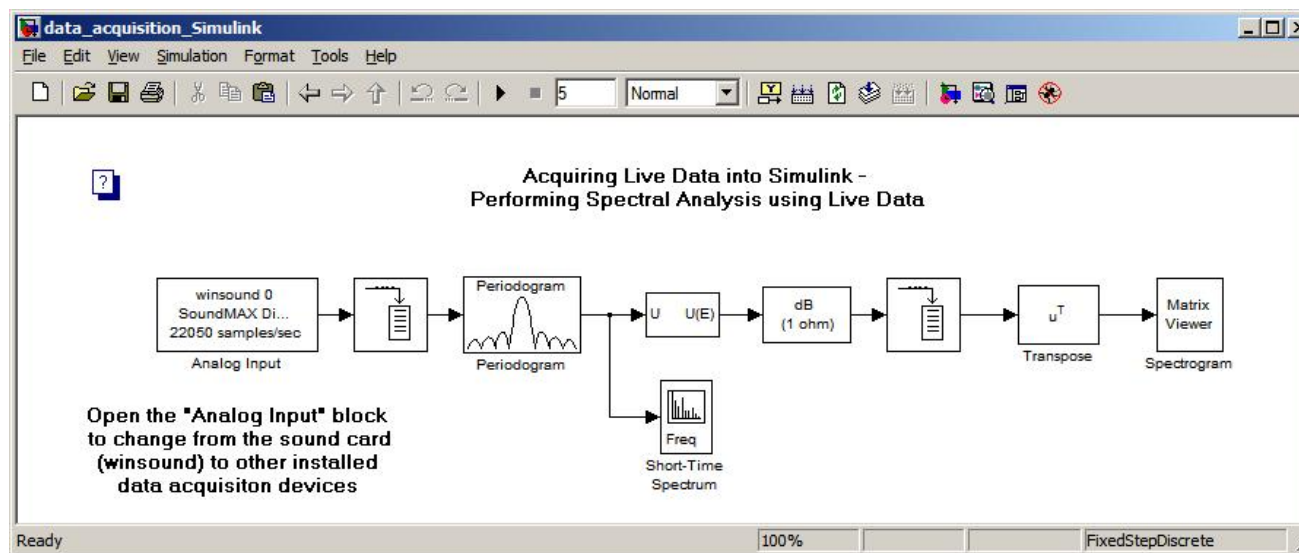 data_acquisition_Simulink
File Edit View Simulation Format Tools Help
5 Normal
?
Acquiring Live Data into Simulink -
Performing Spectral Analysis using Live Data
winsound 0
SoundMAX Di...
22050 samples/sec
Analog Input
Periodogram
Periodogram
U U(E)
dB
(1 ohm)
uT
Transpose
Matrix
Viewer
Spectrogram
Freq
Short-Time
Spectrum
Open the "Analog Input" block
to change from the sound card
(winsound) to other installed
data acquisiton devices
Ready 100% FixedStepDiscrete